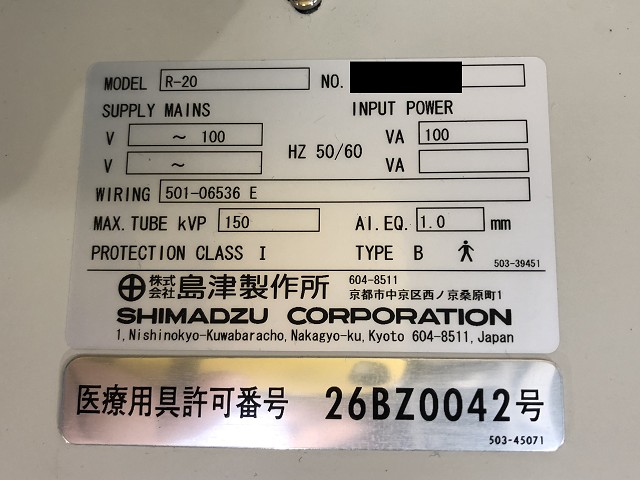 MODEL R-20 NO.
SUPPLY MAINS INPUT POWER
V ~ 100 HZ 50/60 VA 100
V ~ VA
WIRING 501-06536 E
MAX. TUBE kVP 150 AI.EQ. 1.0 mm
PROTECTION CLASS I TYPE B 503-39451
株式会社 島津製作所 604-8511
京都市中京区西ノ京桑原町1
SHIMADZU CORPORATION
1, Nishinokyo-Kuwabaracho, Nakagyo-ku, Kyoto 604-8511, Japan
医療用具許可番号 26BZ0042号
503-45071